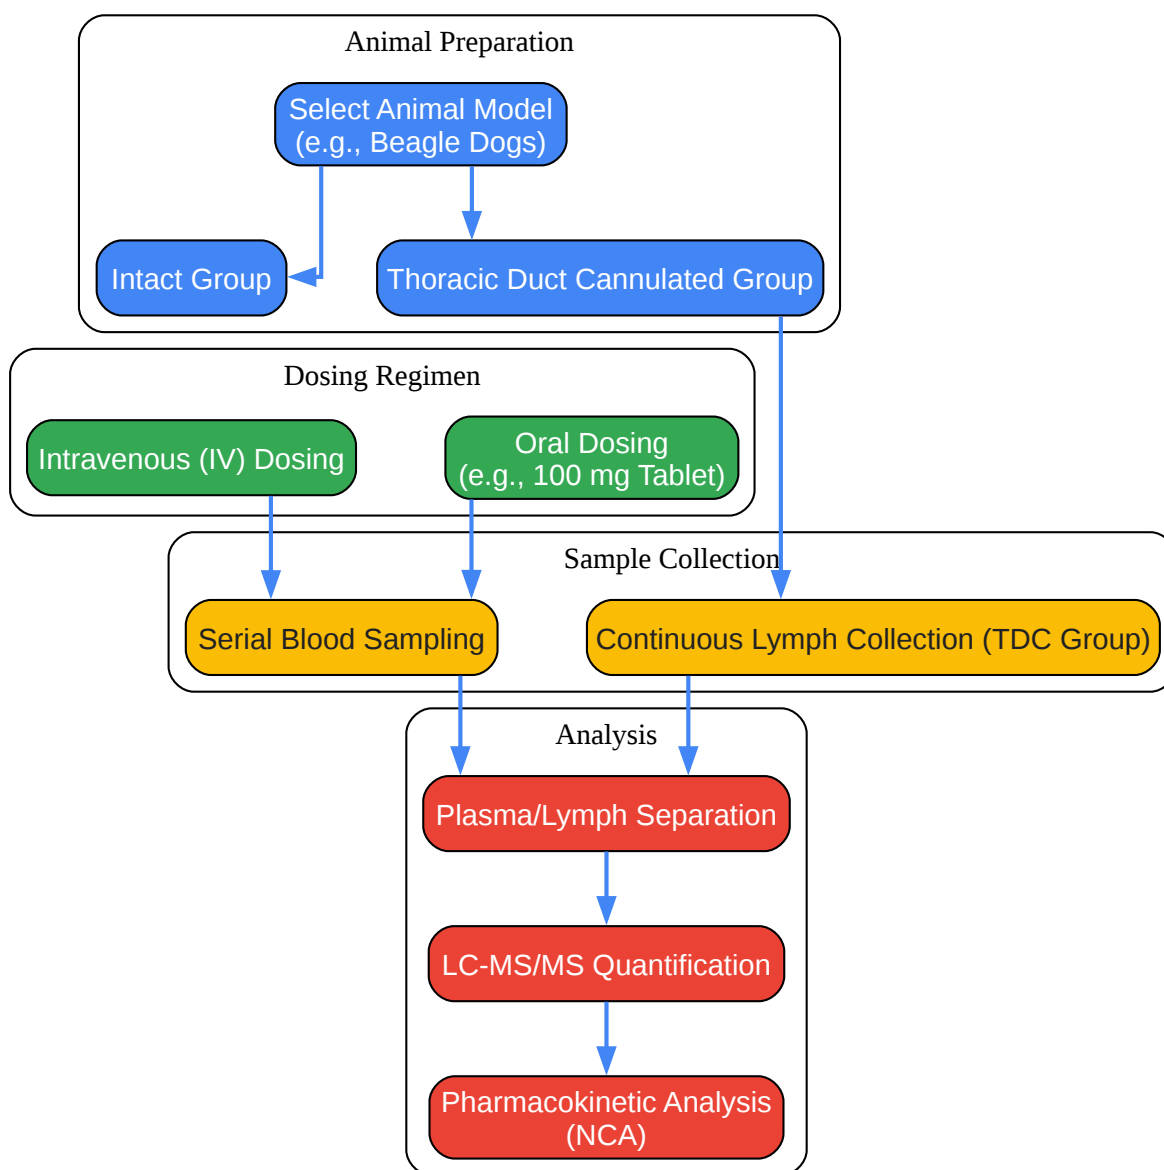 Animal Preparation
Select Animal Model
(e.g., Beagle Dogs)
Intact Group
Thoracic Duct Cannulated Group
Dosing Regimen
Intravenous (IV) Dosing
Oral Dosing
(e.g., 100 mg Tablet)
Sample Collection
Serial Blood Sampling
Continuous Lymph Collection (TDC Group)
Analysis
Plasma/Lymph Separation
LC-MS/MS Quantification
Pharmacokinetic Analysis
(NCA)